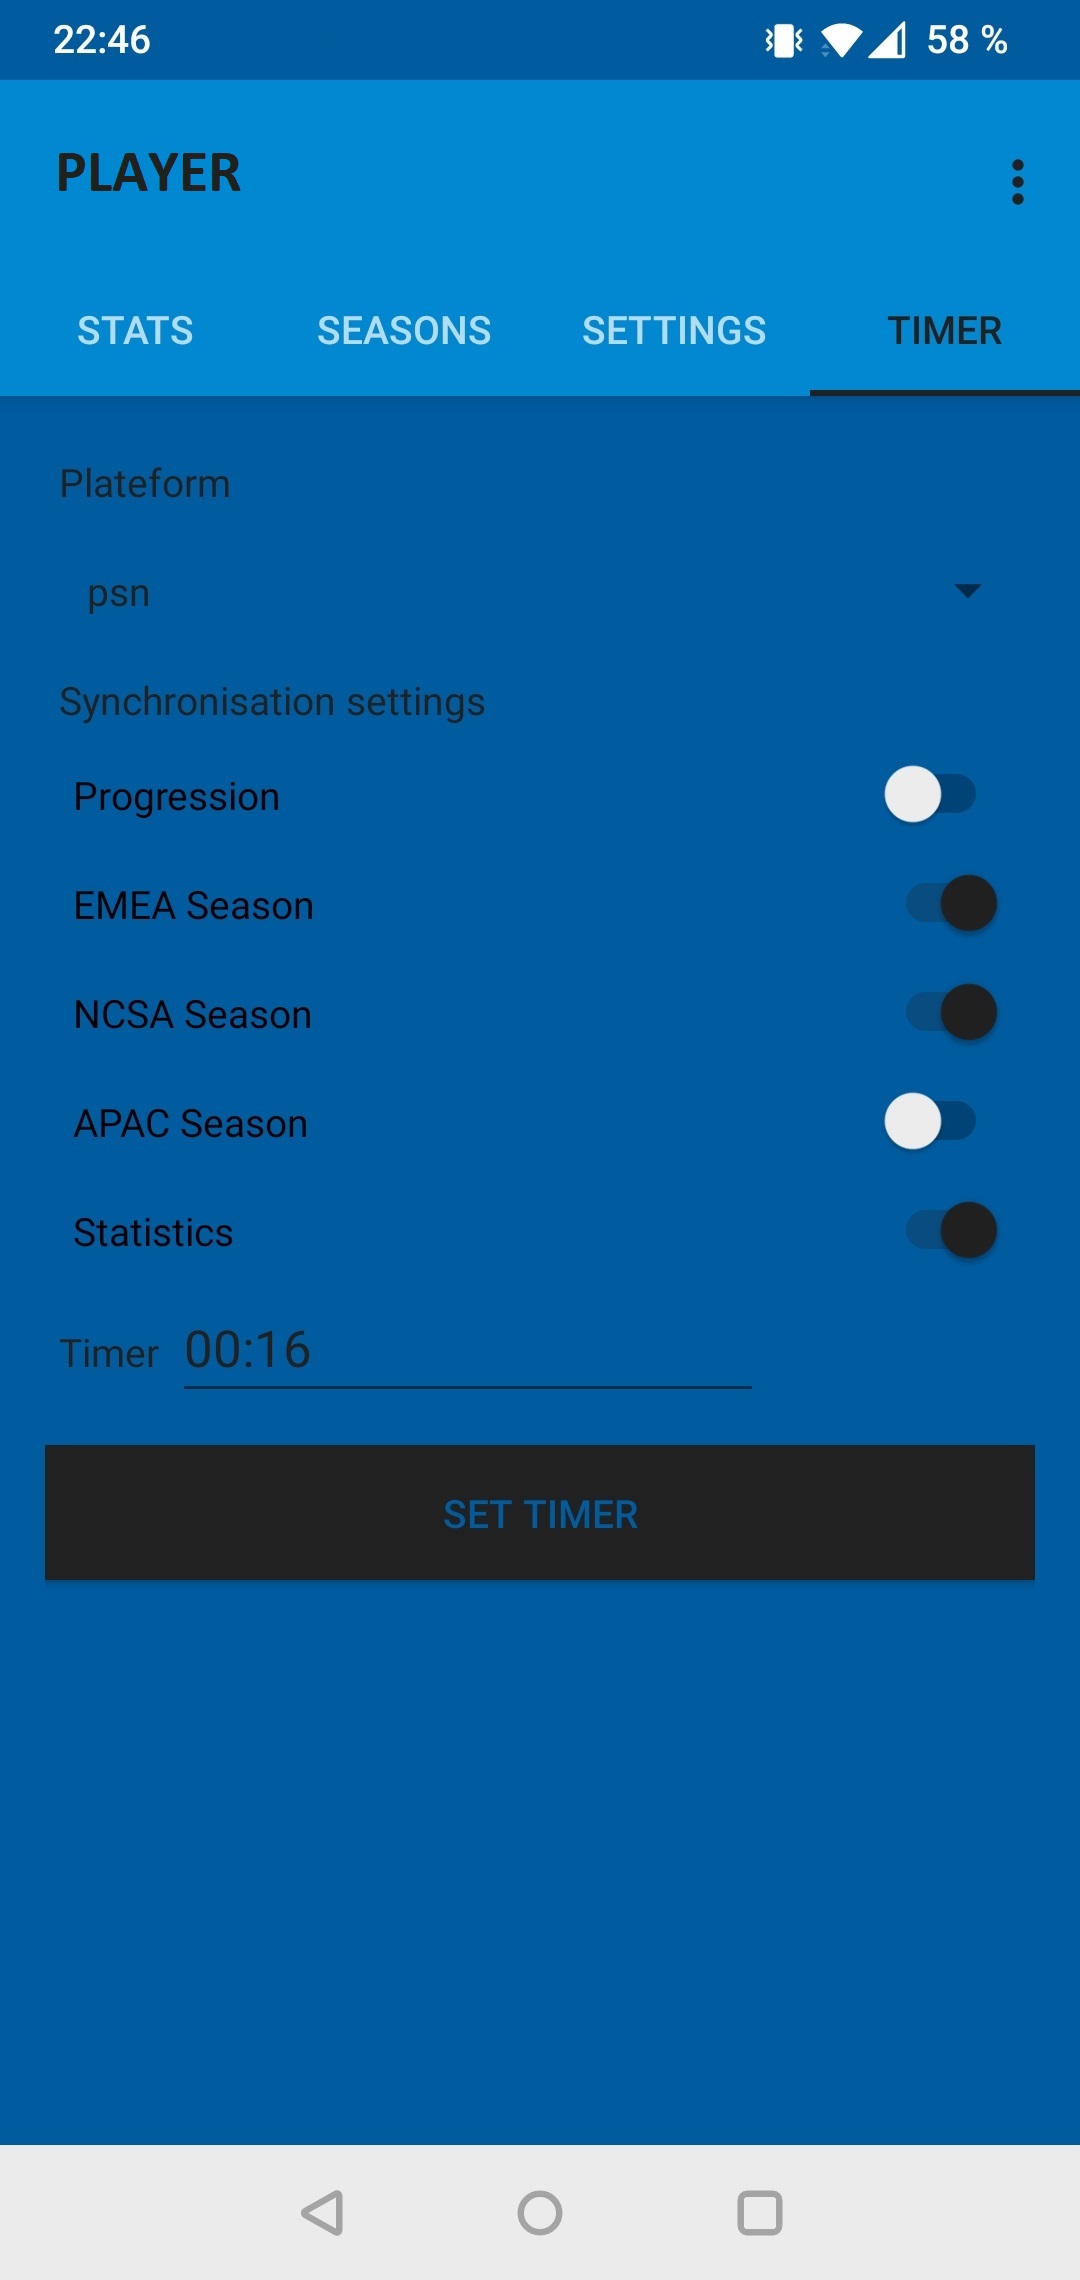 22:46 58 %
PLAYER
STATS SEASONS SETTINGS TIMER
Plateform
psn
Synchronisation settings
Progression
EMEA Season
NCSA Season
APAC Season
Statistics
Timer 00:16
SET TIMER